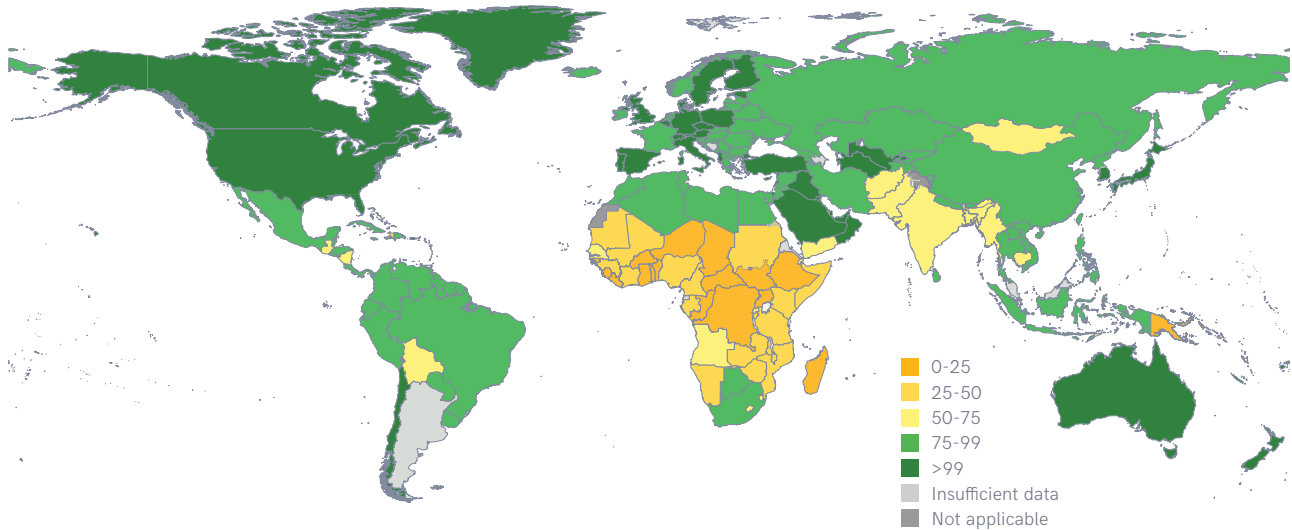 0-25
25-50
50-75
75-99
>99
Insufficient data
Not applicable